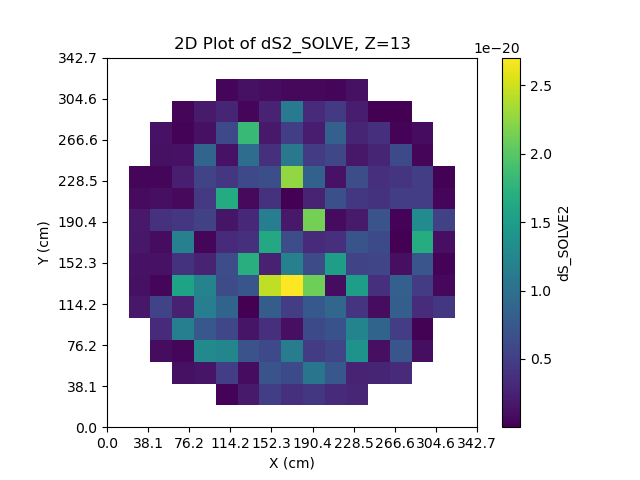 2D Plot of dS2_SOLVE, Z=13
1e−20
342.7
304.6
266.6
228.5
190.4
152.3
114.2
76.2
38.1
0.0
Y (cm)
0.0 38.1 76.2 114.2 152.3 190.4 228.5 266.6 304.6 342.7
X (cm)
2.5
2.0
1.5
1.0
0.5
dS_SOLVE2